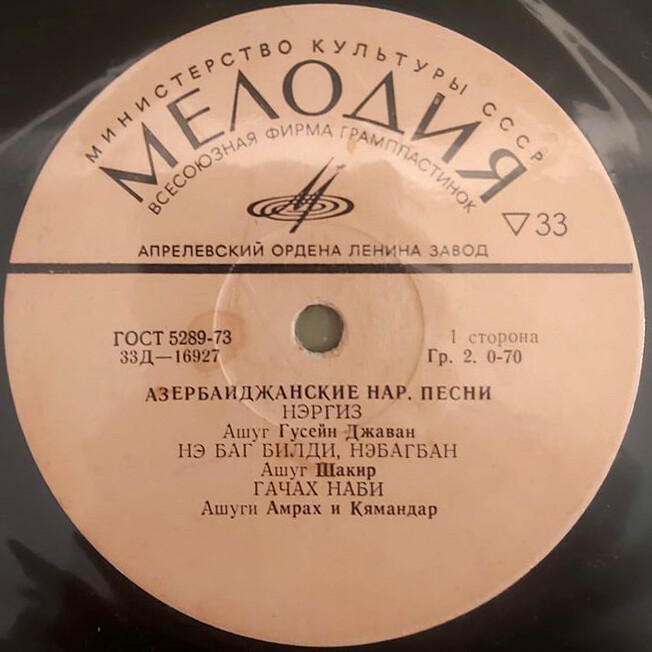 МИНИСТЕРСТВО КУЛЬТУРЫ СССР
МЕЛОДИЯ
ВСЕСОЮЗНАЯ ФИРМА ГРАМПЛАСТИНОК
▽33
АПРЕЛЕВСКИЙ ОРДЕНА ЛЕНИНА ЗАВОД
ГОСТ 5289-73
1 сторона
33Д—16927
Гр. 2. 0-70
АЗЕРБАЙДЖАНСКИЕ НАР. ПЕСНИ
НЭРГИЗ
Ашуг Гусейн Джаван
НЭ БАГ БИЛДИ, НЭБАГБАН
Ашуг Шакир
ГАЧАХ НАБИ
Ашуги Амрах и Кямандар